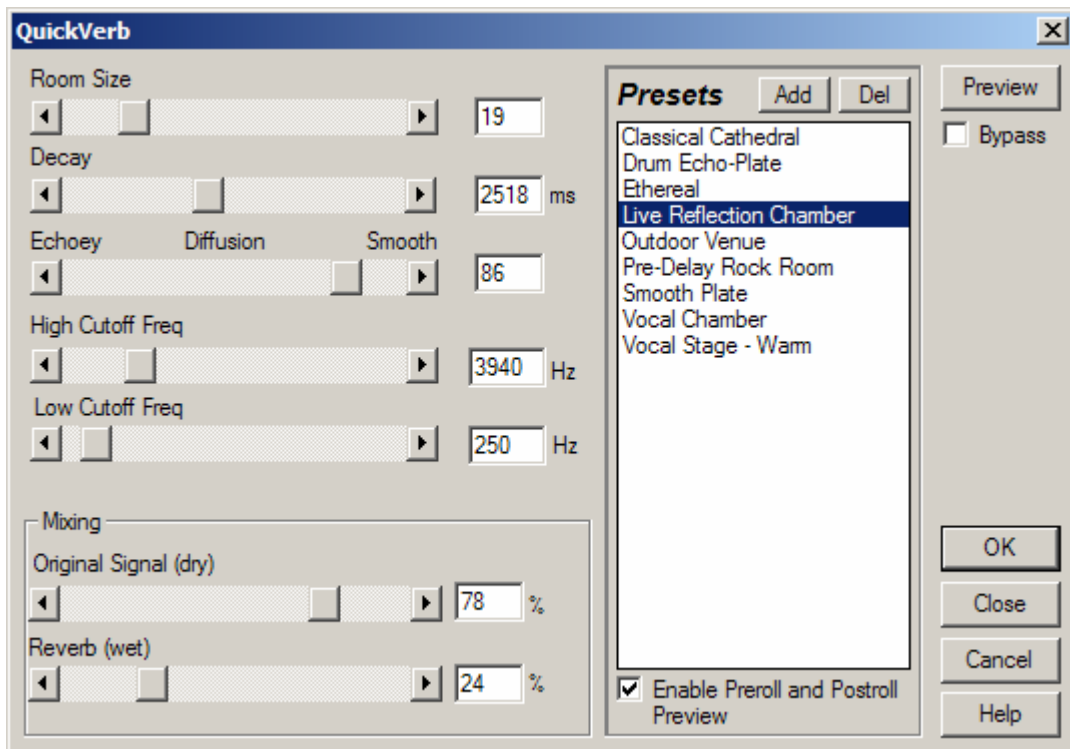 QuickVerb
Room Size
19
Decay
2518 ms
Echoey Diffusion Smooth
86
High Cutoff Freq
3940 Hz
Low Cutoff Freq
250 Hz
Mixing
Original Signal (dry)
78 %
Reverb (wet)
24 %
Presets Add Del
Classical Cathedral
Drum Echo-Plate
Ethereal
Live Reflection Chamber
Outdoor Venue
Pre-Delay Rock Room
Smooth Plate
Vocal Chamber
Vocal Stage - Warm
Enable Preroll and Postroll
Preview
Preview
Bypass
OK
Close
Cancel
Help